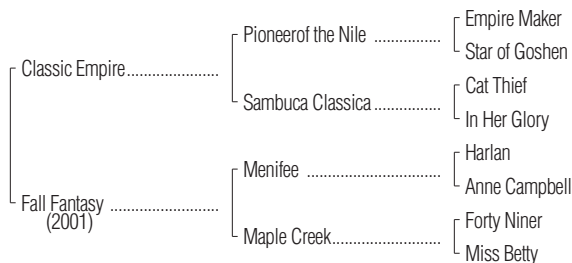 Empire Maker
Pioneerof the Nile ..................
Star of Goshen
Classic Empire.........................
Cat Thief
Sambuca Classica ..................
In Her Glory
Harlan
Menifee ....................................
Anne Campbell
Fall Fantasy .............................
(2001)
Forty Niner
Maple Creek.............................
Miss Betty